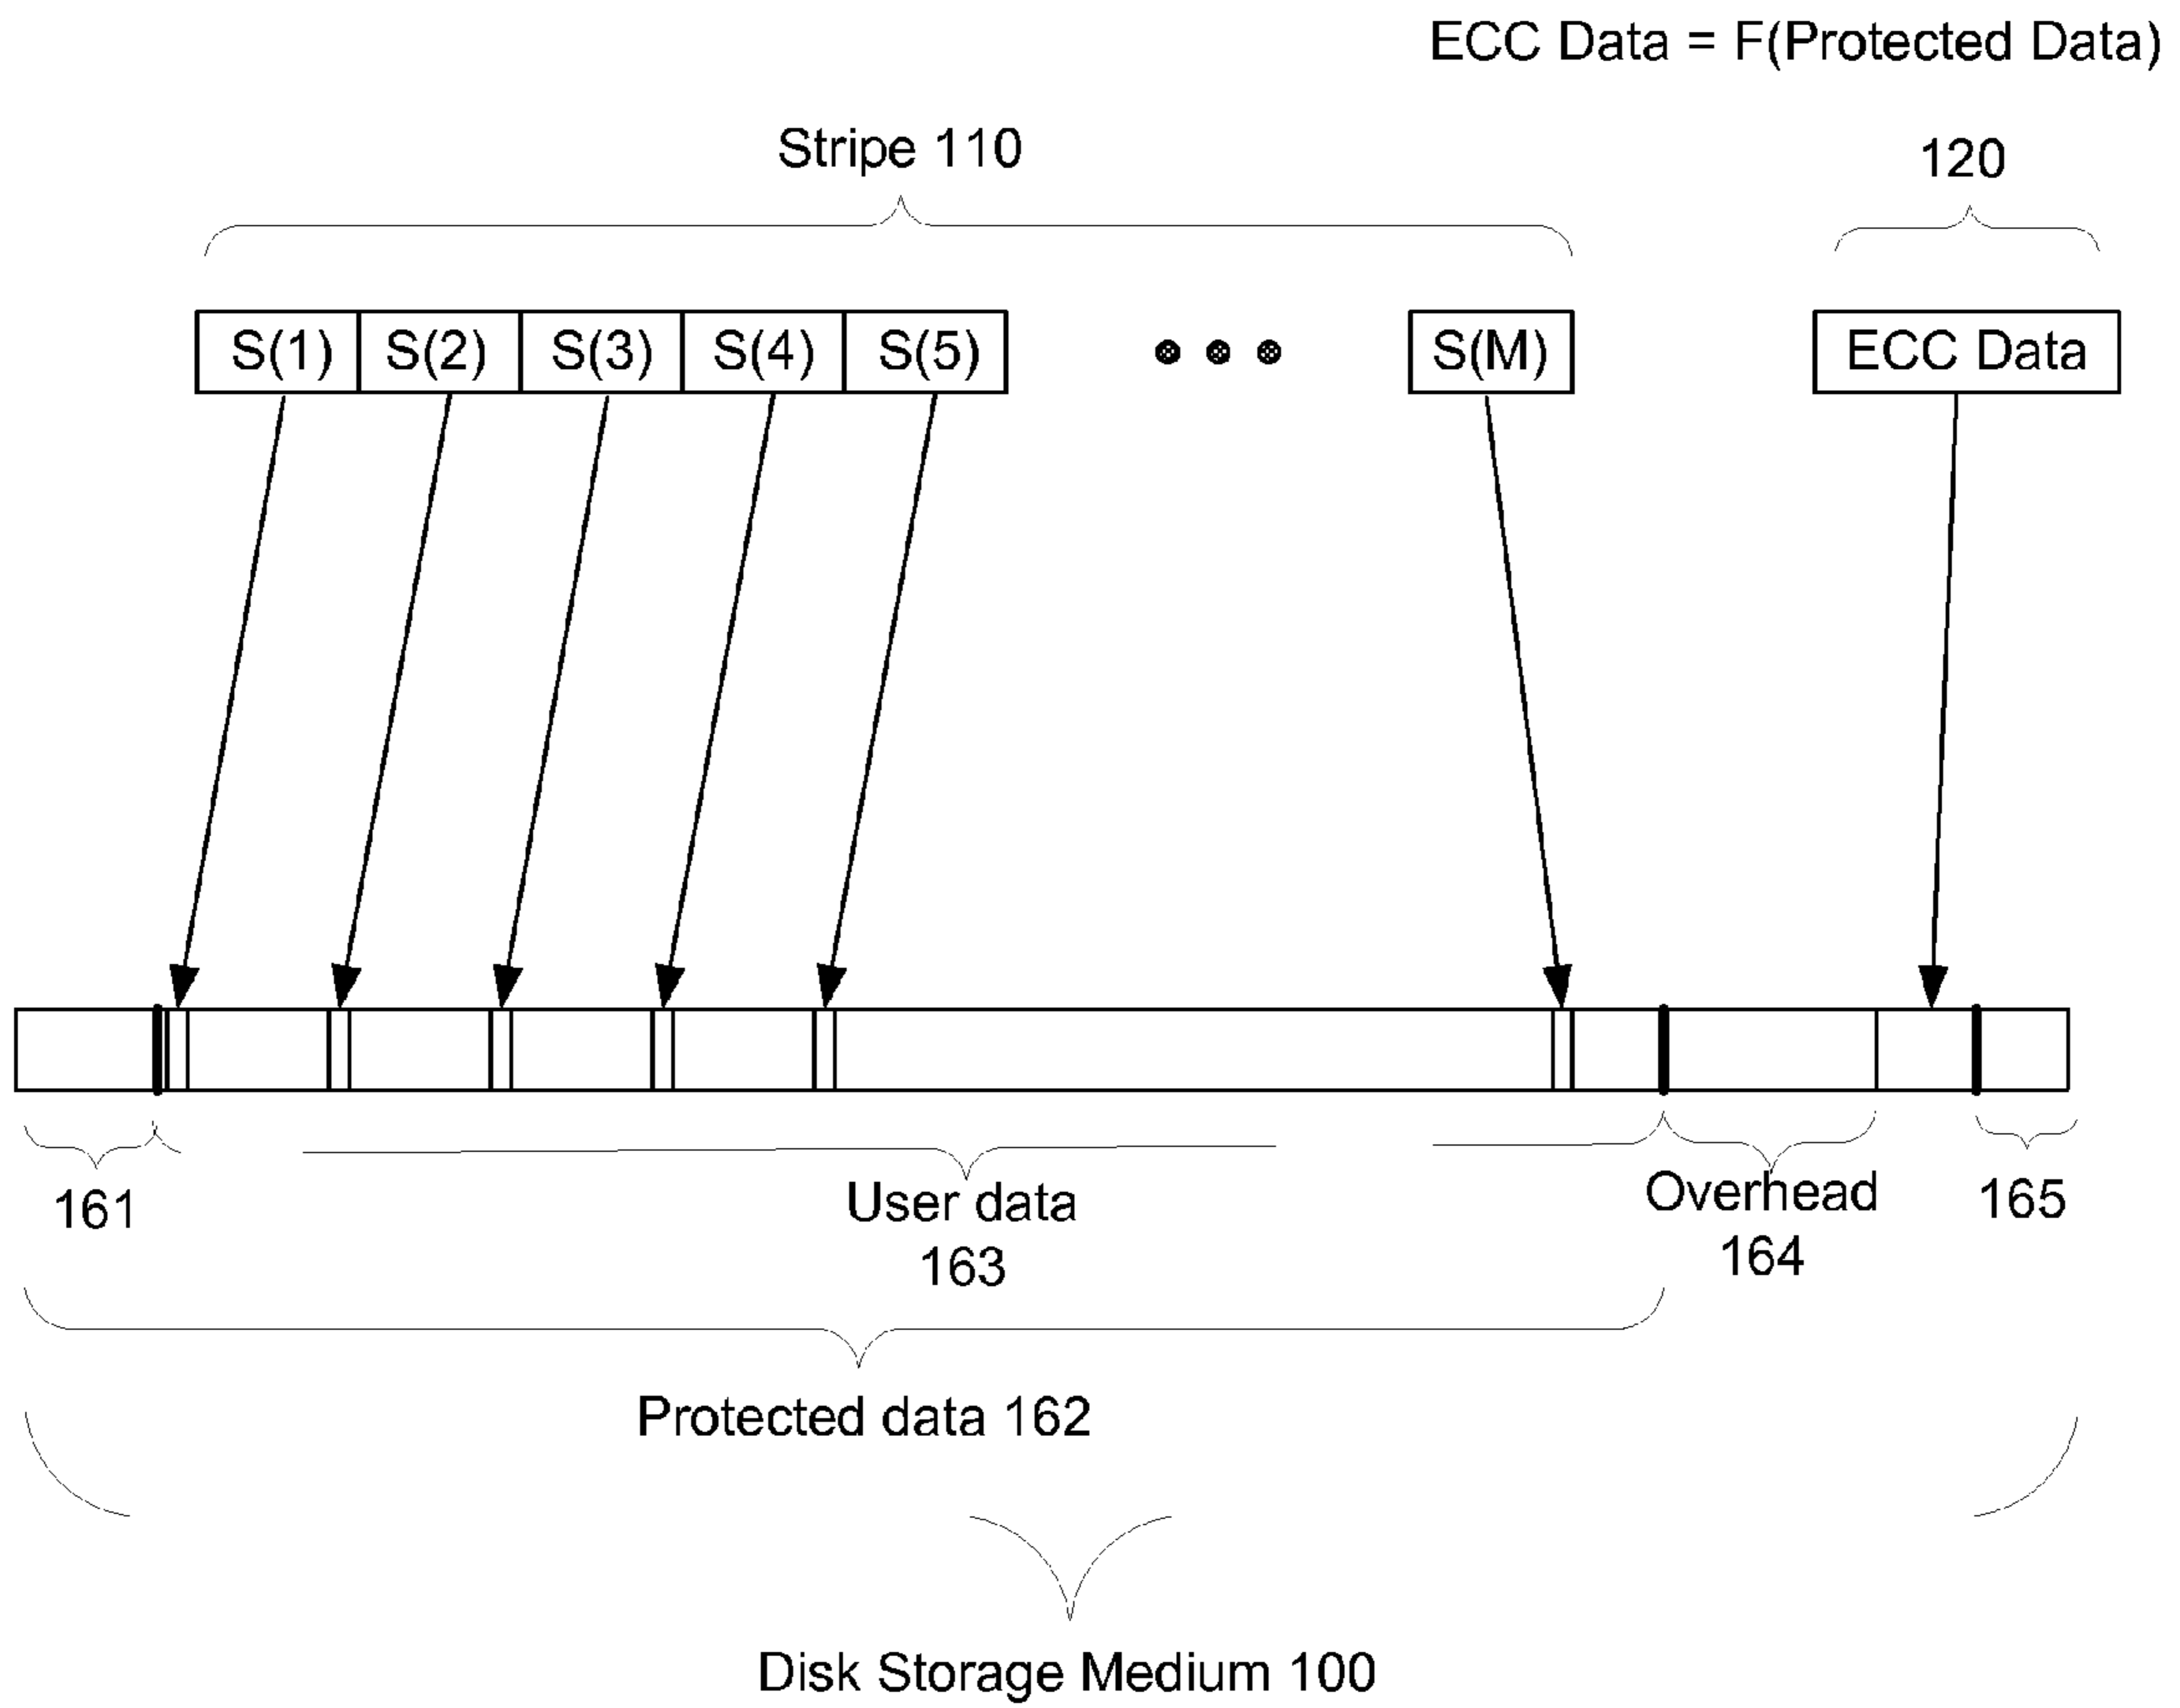 ECC Data = F(Protected Data)
Stripe 110
120
S(1) S(2) S(3) S(4) S(5) S(M) ECC Data
161
User data
163
Overhead
164
165
Protected data 162
Disk Storage Medium 100